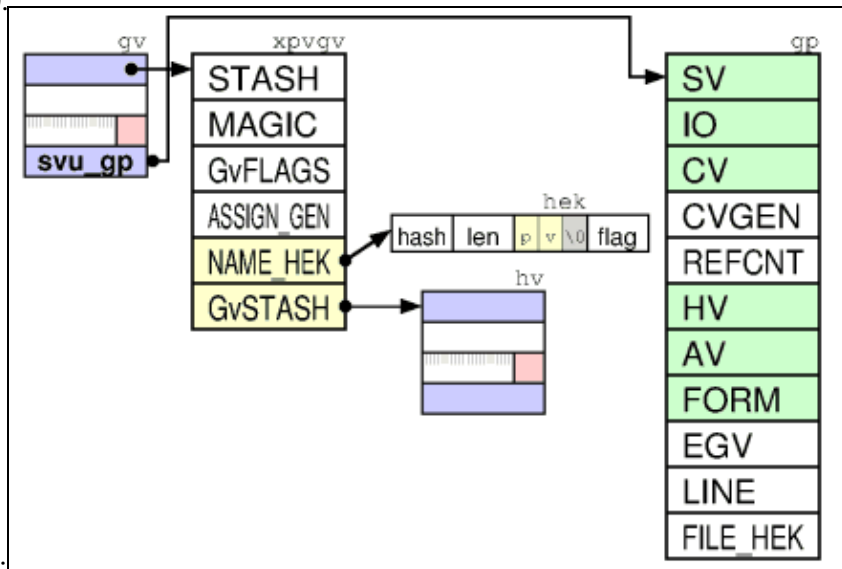 gv
svu_gp
xpvgv
STASH
MAGIC
GvFLAGS
ASSIGN_GEN
NAME_HEK
GvSTASH
hek
hash len p v \0 flag
hv
gp
SV
IO
CV
CVGEN
REFCNT
HV
AV
FORM
EGV
LINE
FILE_HEK